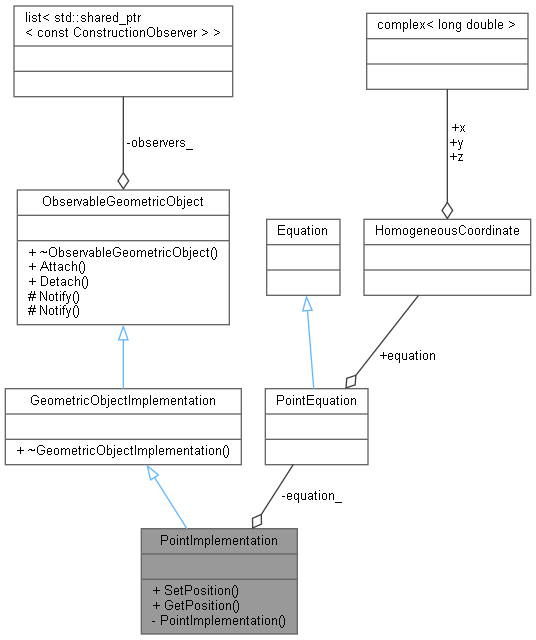 list< std::shared_ptr
< const ConstructionObserver > >
complex< long double >
-observers_
+x
+y
+z
ObservableGeometricObject
+ ~ObservableGeometricObject()
+ Attach()
+ Detach()
# Notify()
# Notify()
Equation
HomogeneousCoordinate
+equation
GeometricObjectImplementation
+ ~GeometricObjectImplementation()
PointEquation
-equation_
PointImplementation
+ SetPosition()
+ GetPosition()
- PointImplementation()